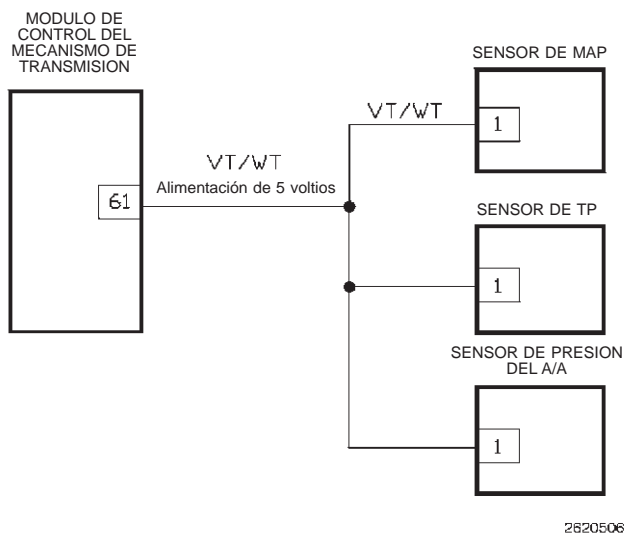 MODULO DE
CONTROL DEL
MECANISMO DE
TRANSMISION
SENSOR DE MAP
VT/WT
1
VT/WT
Alimentación de 5 voltios
61
SENSOR DE TP
1
SENSOR DE PRESION
DEL A/A
1
2620506